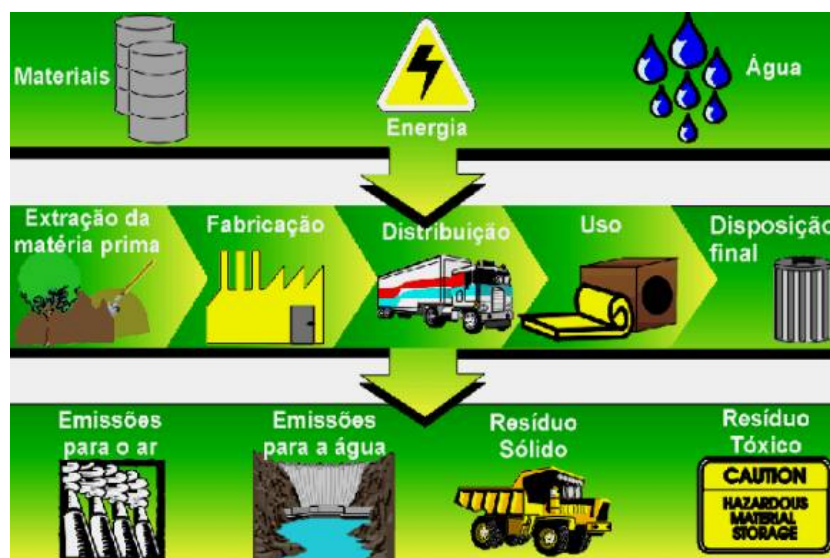 Materiais
Energia
Água
Extração da
matéria prima
Fabricação
Distribuição
Uso
Disposição
final
Emissões
para o ar
Emissões
para a água
Resíduo
Sólido
Resíduo
Tóxico
CAUTION
HAZARDOUS
MATERIAL
STORAGE